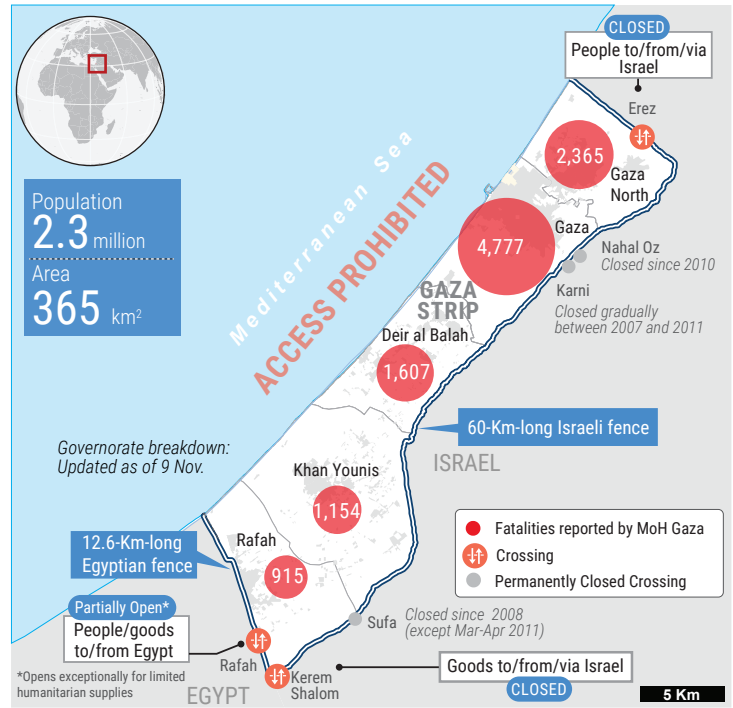 CLOSED
People to/from/via
Israel
Erez
2,365
Gaza
North
Population
2.3 million
Area
365 km²
Mediterranean Sea
ACCESS PROHIBITED
4,777
Gaza
Nahal Oz
Closed since 2010
Karni
Closed gradually
between 2007 and 2011
GAZA
STRIP
Deir al Balah
1,607
60-Km-long Israeli fence
ISRAEL
Governorate breakdown:
Updated as of 9 Nov.
Khan Younis
1,154
Rafah
915
12.6-Km-long
Egyptian fence
Fatalities reported by MoH Gaza
Crossing
Permanently Closed Crossing
Partially Open*
People/goods
to/from Egypt
Rafah
Sufa
Closed since 2008
(except Mar-Apr 2011)
Kerem
Shalom
Goods to/from/via Israel
CLOSED
*Opens exceptionally for limited
humanitarian supplies
EGYPT
5 Km